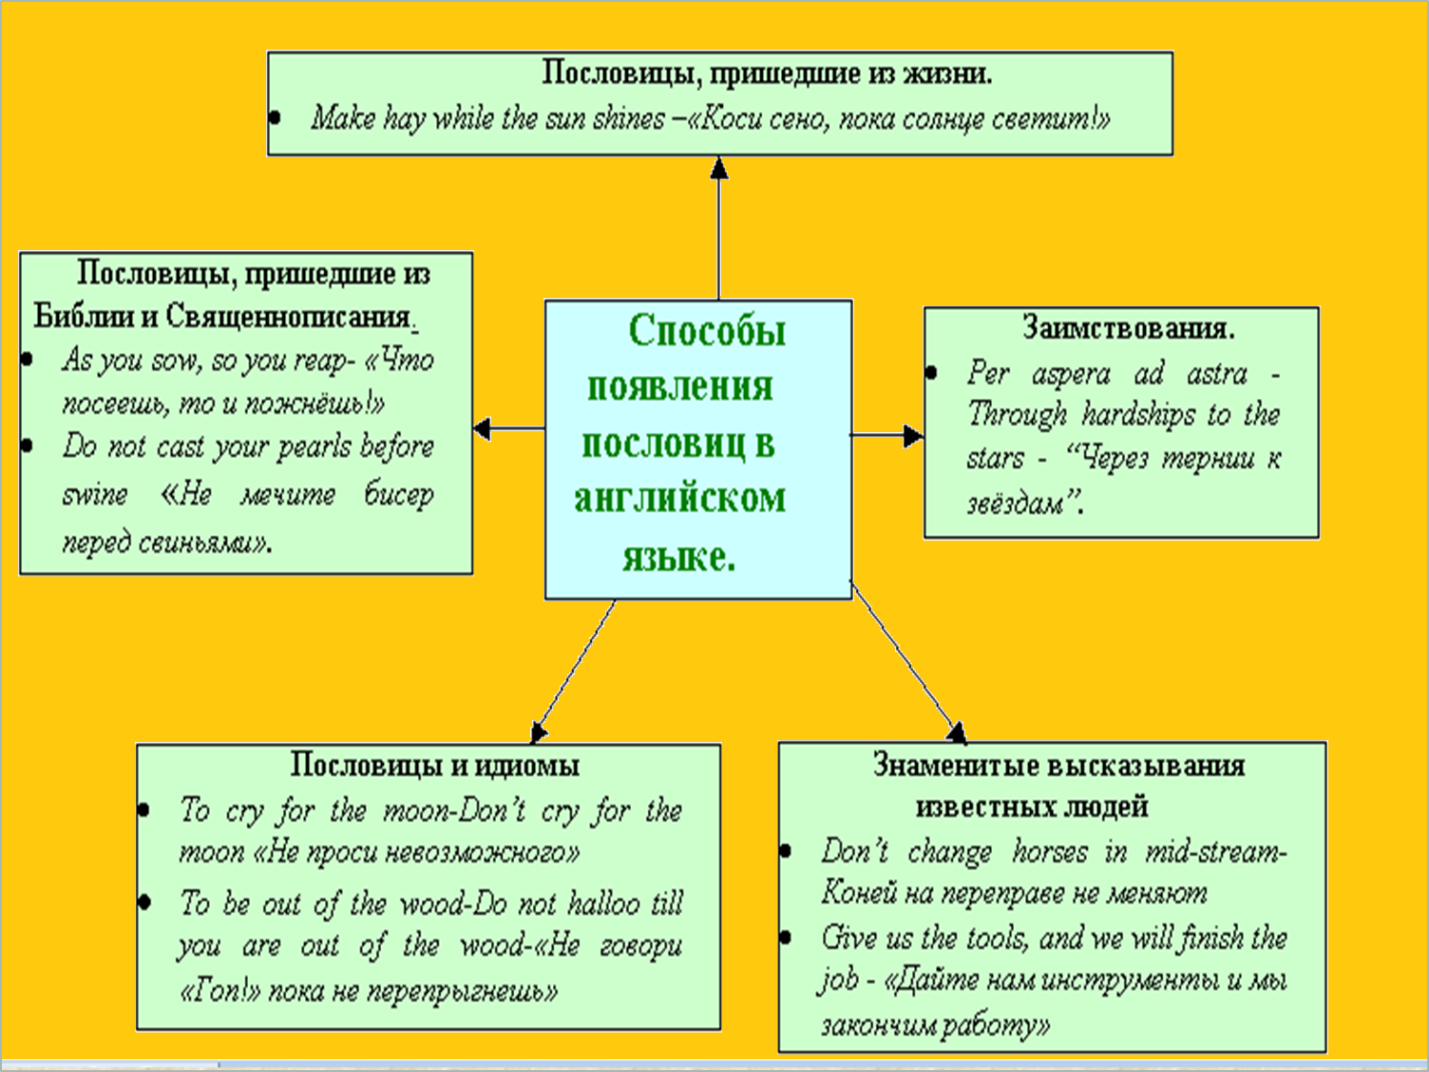 Пословицы, пришедшие из жизни.
• Make hay while the sun shines –«Коси сено, пока солнце светит!»
Пословицы, пришедшие из
Библии и Священнописания.
• As you sow, so you reap- «Что
посеешь, то и пожнёшь!»
• Do not cast your pearls before
swine «Не мечите бисер
перед свиньями».
Способы
появления
пословиц в
английском
языке.
Заимствования.
• Per aspera ad astra -
Through hardships to the
stars - “Через тернии к
звёздам”.
Пословицы и идиомы
• To cry for the moon-Don’t cry for the
moon «Не проси невозможного»
• To be out of the wood-Do not halloo till
you are out of the wood-«Не говори
«Гоп!» пока не перепрыгнешь»
Знаменитые высказывания
известных людей
• Don’t change horses in mid-stream-
Коней на переправе не меняют
• Give us the tools, and we will finish the
job - «Дайте нам инструменты и мы
закончим работу»